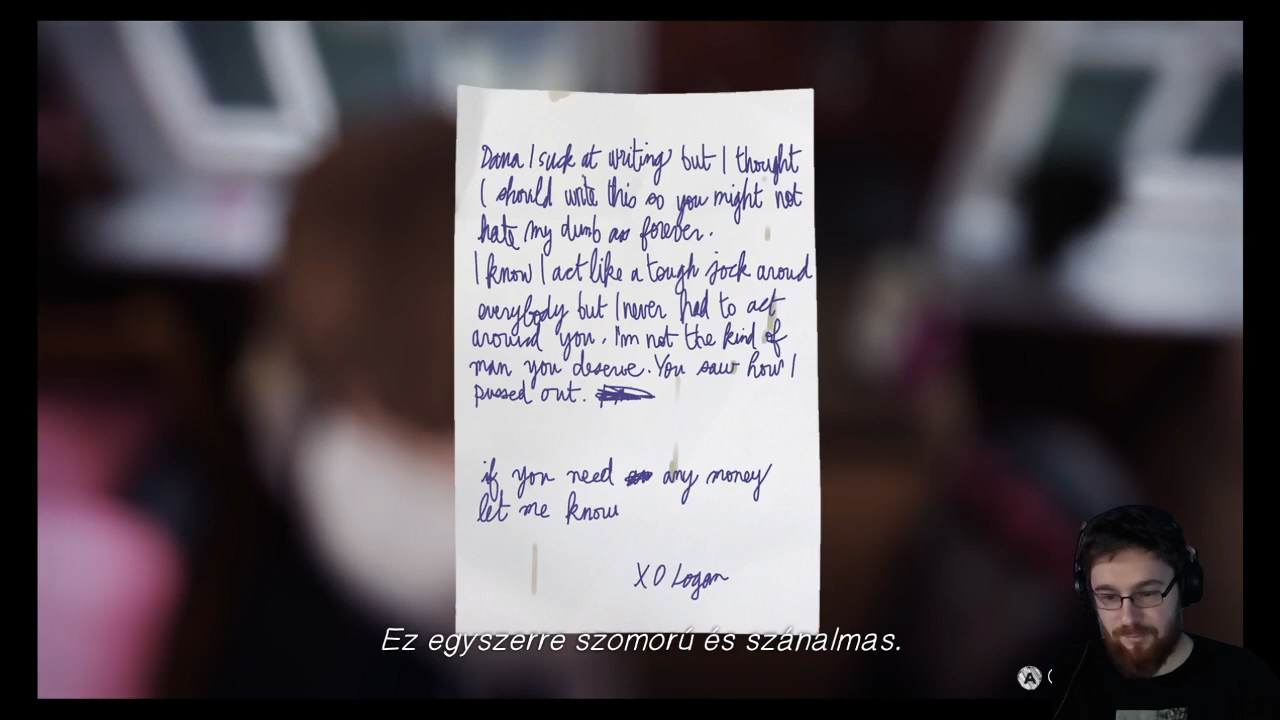 Dana I suck at writing but I thought
I should write this so you might not
hate my dumb ass forever.
I know I act like a tough jock aroud
everybody but I never had to act
around you. I'm not the kind of
man you deserve. You saw how I
pussed out.
if you need any money
let me know
XO Logan
Ez egyszerre szomorú és szánalmas.
A